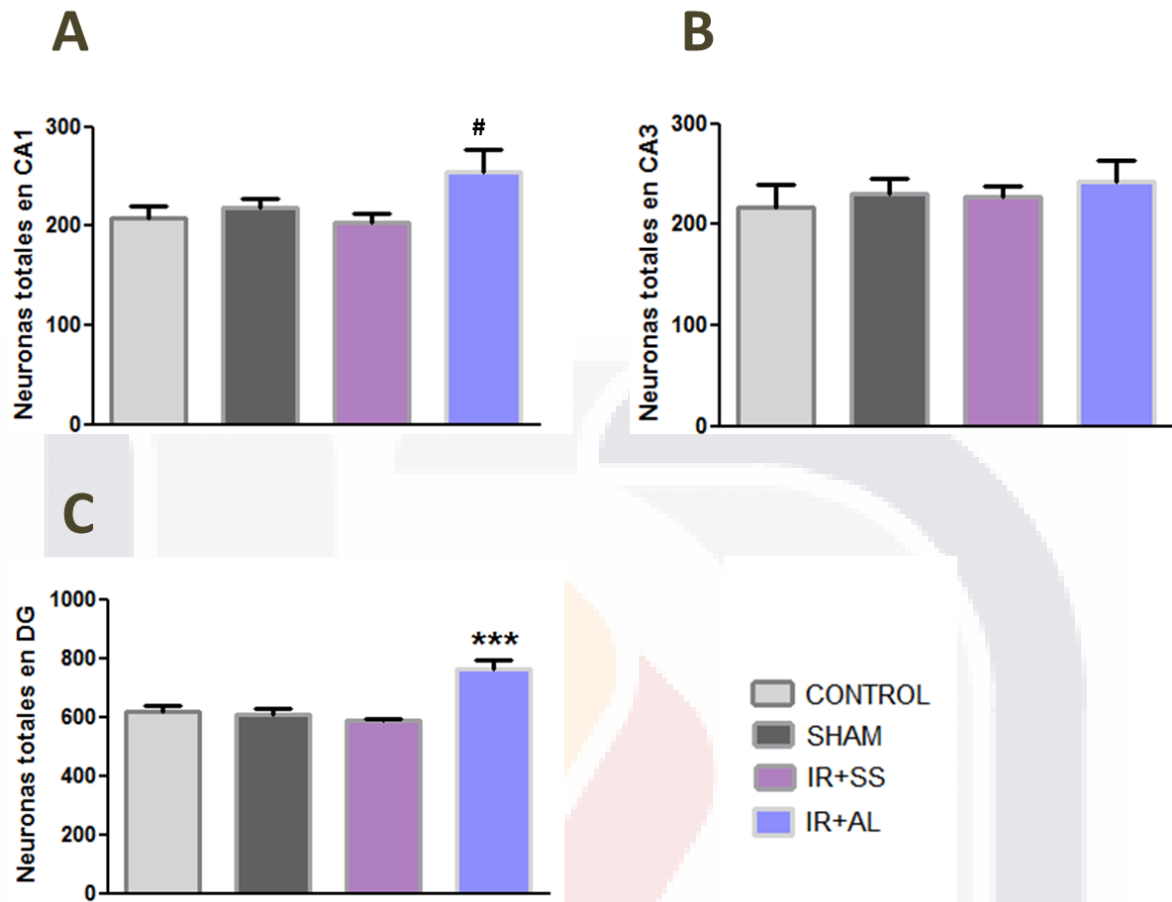 A
Neuronas totales en CA1
300
200
100
0
#
B
Neuronas totales en CA3
300
200
100
0
C
Neuronas totales en DG
1000
800
600
400
200
0
***
CONTROL
SHAM
IR+SS
IR+AL